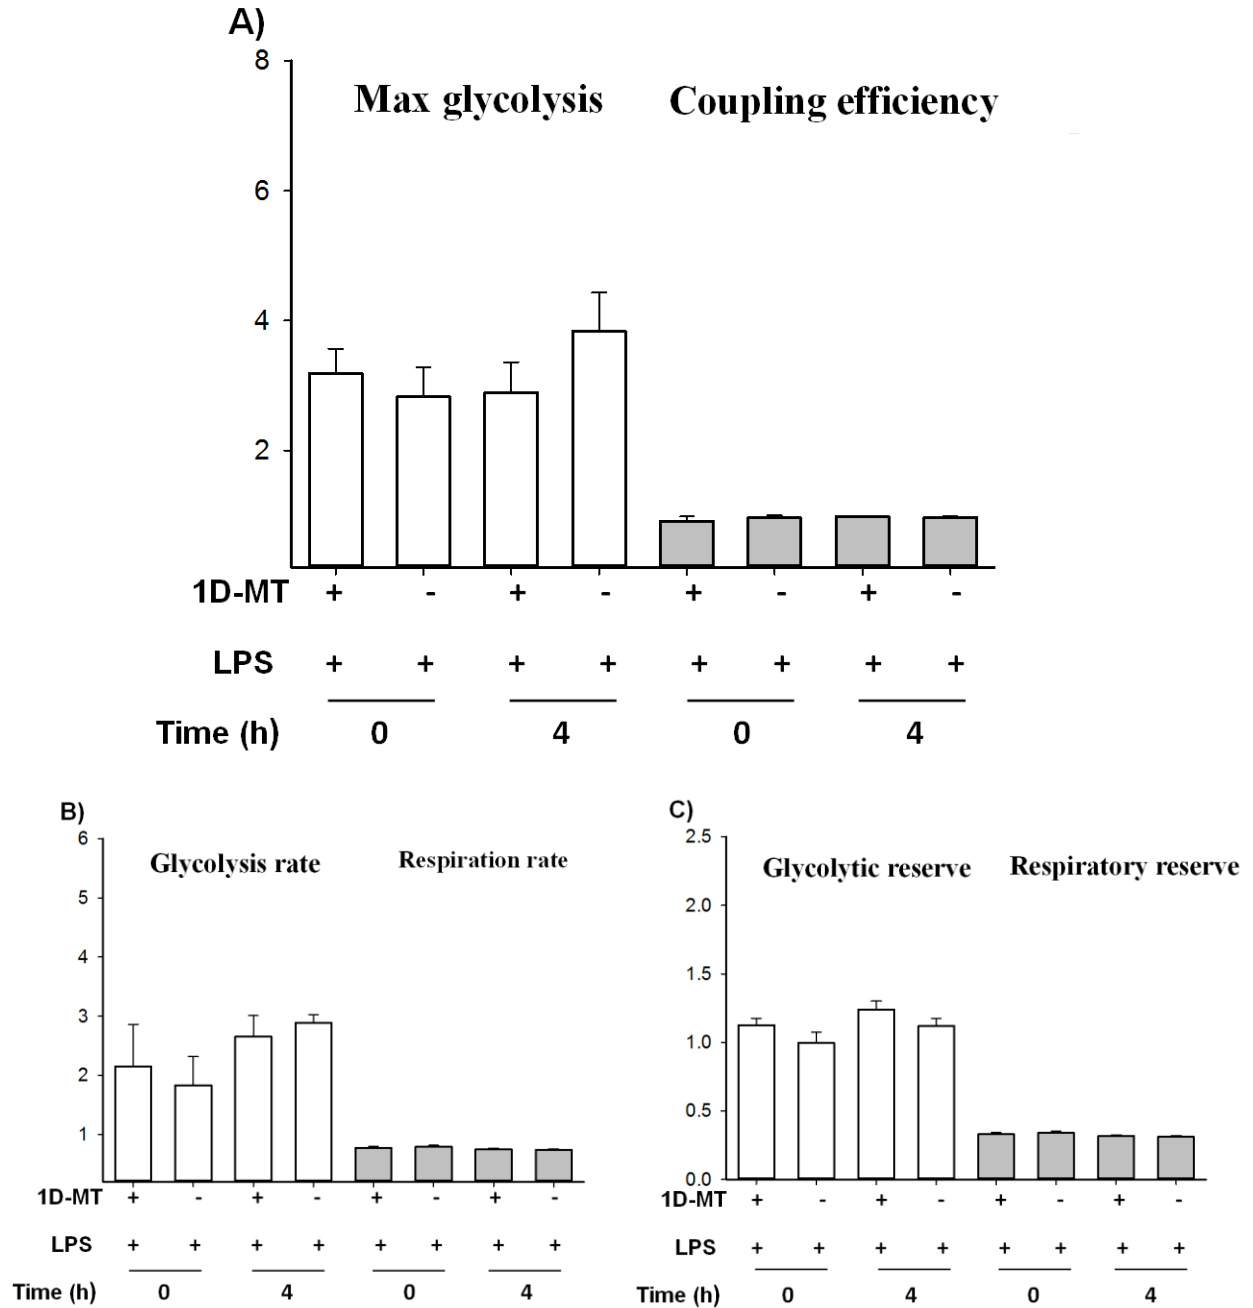 A)
8
Max glycolysis Coupling efficiency
6
4
2
1D-MT + - + - + - + -
LPS + + + + + + + +
Time (h) 0 4 0 4
B)
6
Glycolysis rate Respiration rate
5
4
3
2
1
1D-MT + - + - + - + -
LPS + + + + + + + +
Time (h) 0 4 0 4
C)
2.5
Glycolytic reserve Respiratory reserve
2.0
1.5
1.0
0.5
0.0
1D-MT + - + - + - + -
LPS + + + + + + + +
Time (h) 0 4 0 4